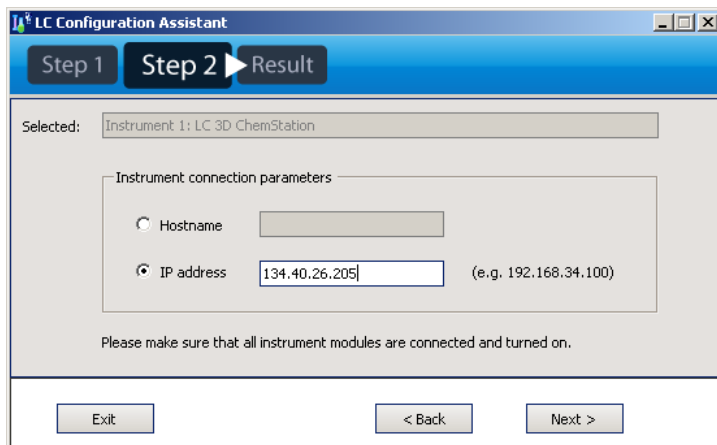 LC Configuration Assistant
Step 1 Step 2 Result
Selected: Instrument 1: LC 3D ChemStation
Instrument connection parameters
Hostname
IP address 134.40.26.205 (e.g. 192.168.34.100)
Please make sure that all instrument modules are connected and turned on.
Exit < Back Next >